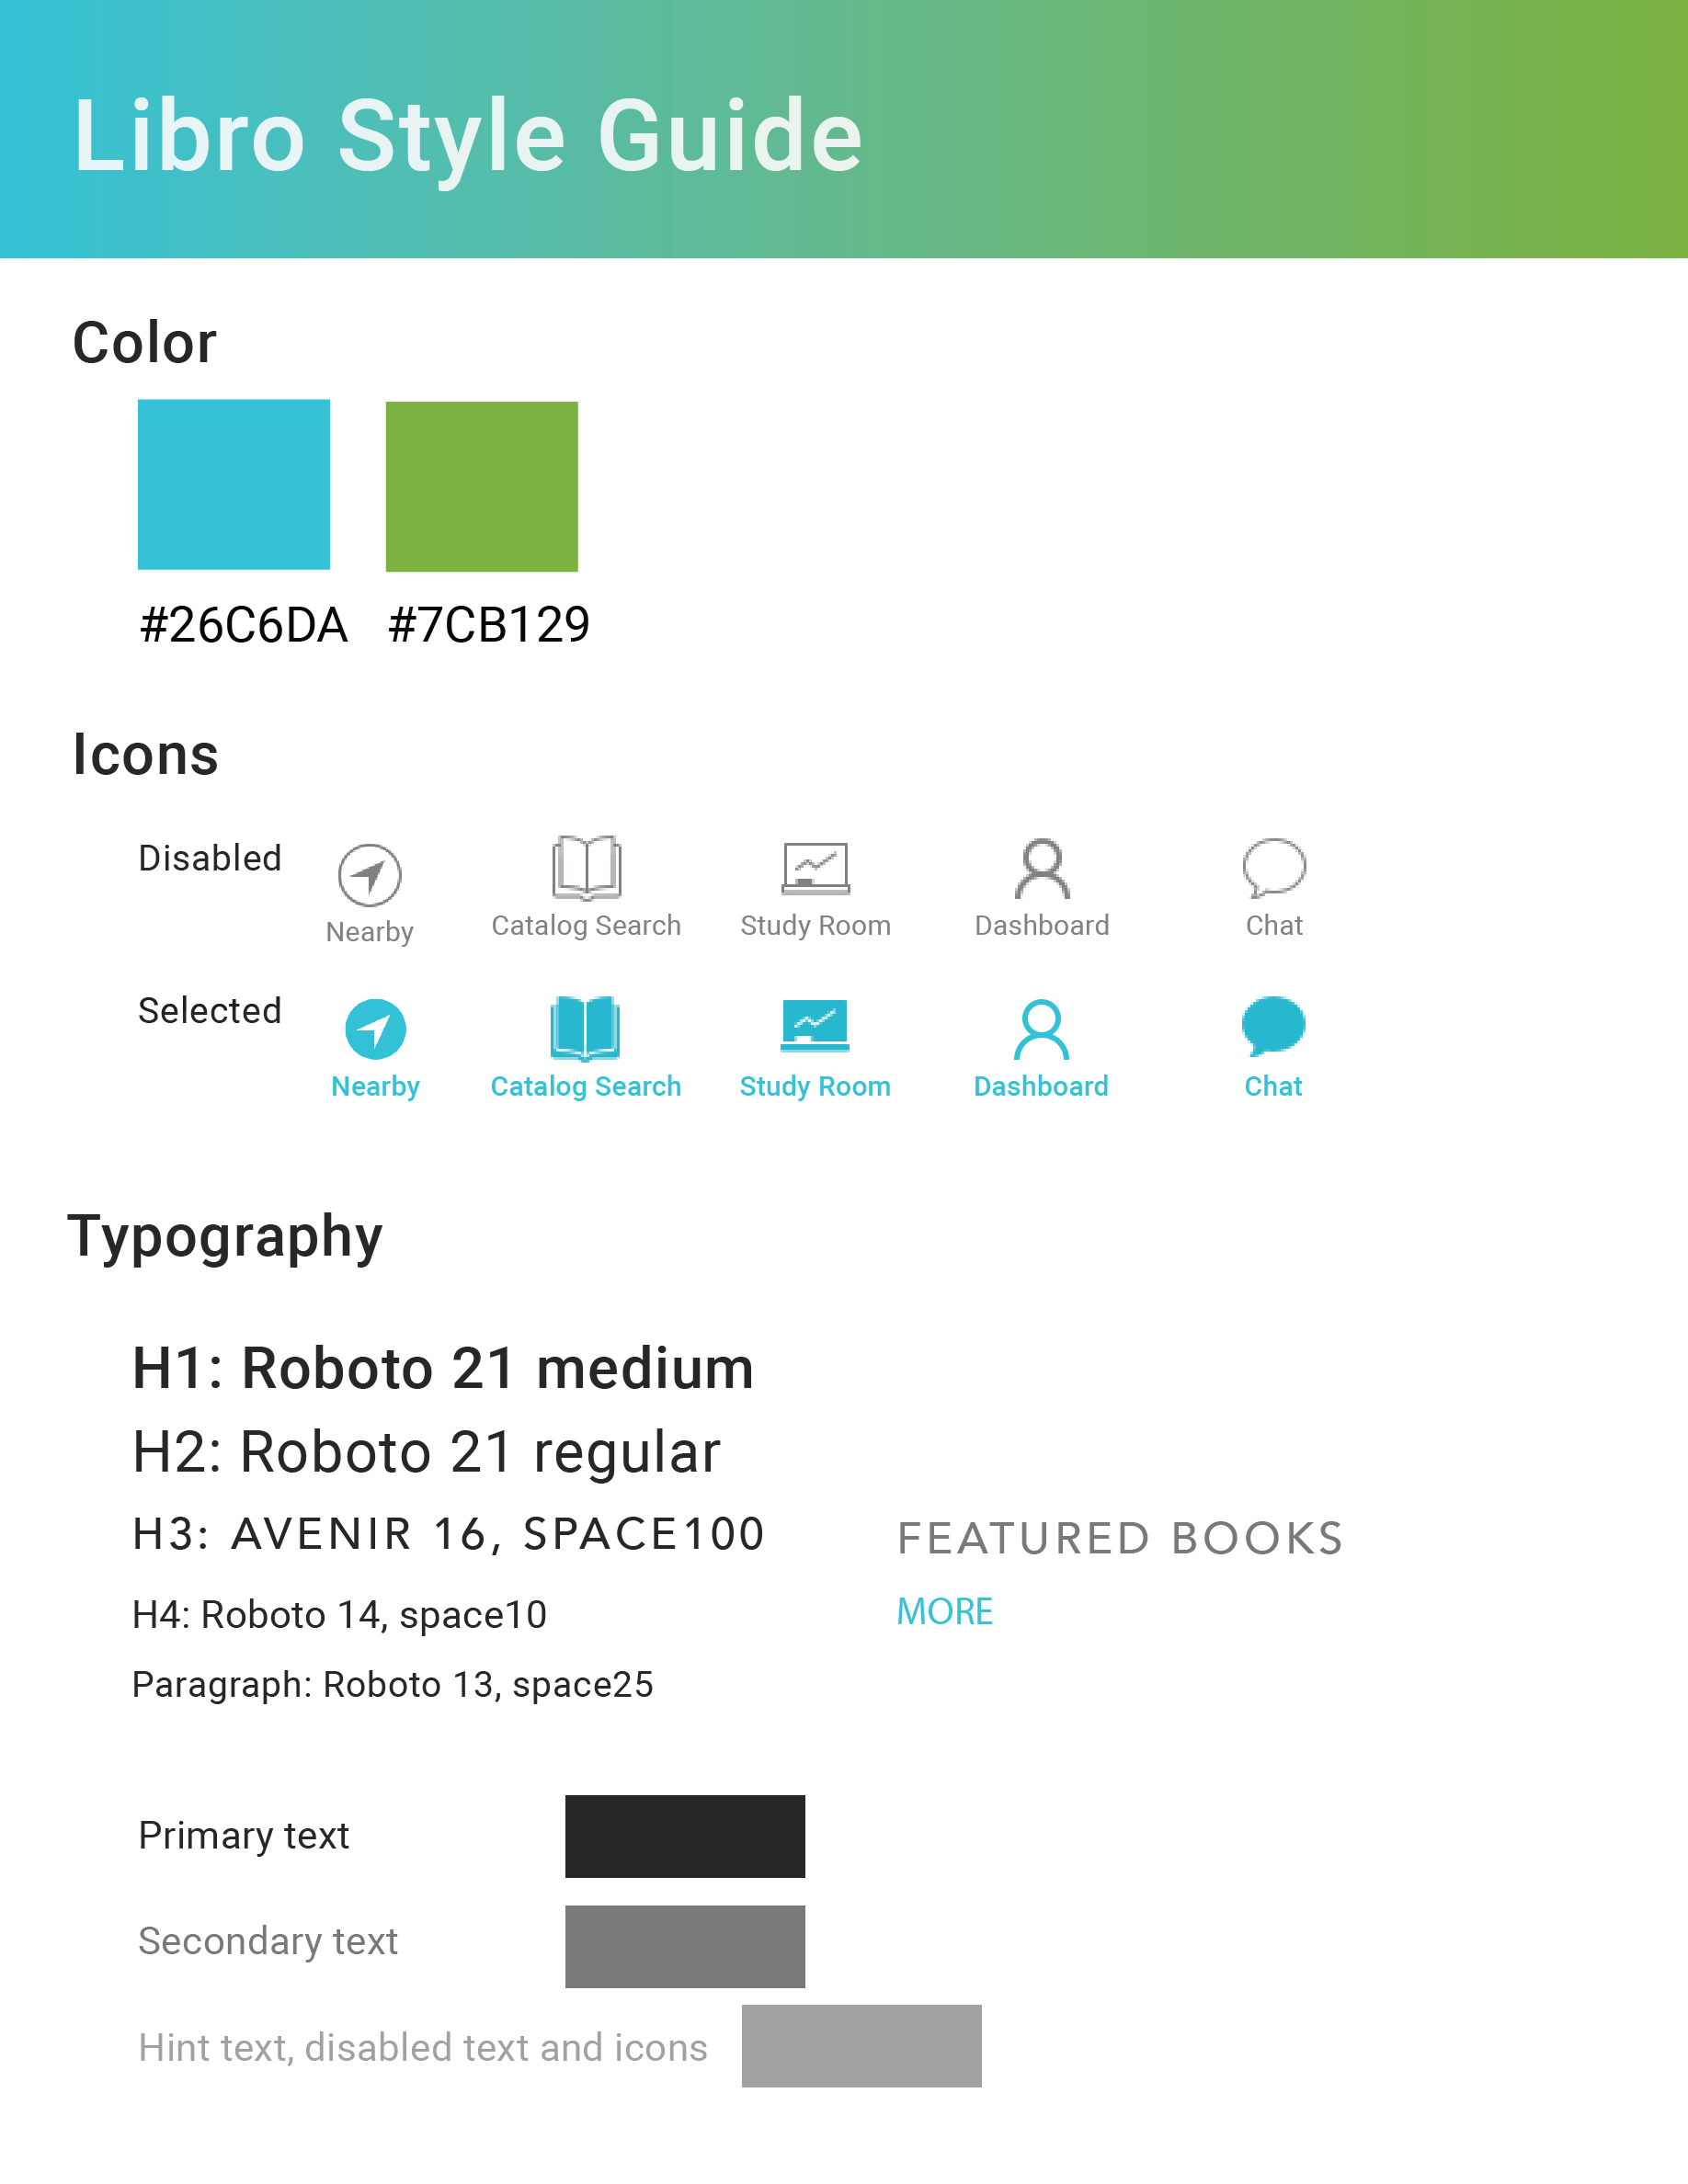 Libro Style Guide
Color
#26C6DA #7CB129
Icons
Disabled
Nearby Catalog Search Study Room Dashboard Chat
Selected
Nearby Catalog Search Study Room Dashboard Chat
Typography
H1: Roboto 21 medium
H2: Roboto 21 regular
H3: AVENIR 16, SPACE100
FEATURED BOOKS
H4: Roboto 14, space10
MORE
Paragraph: Roboto 13, space25
Primary text
Secondary text
Hint text, disabled text and icons